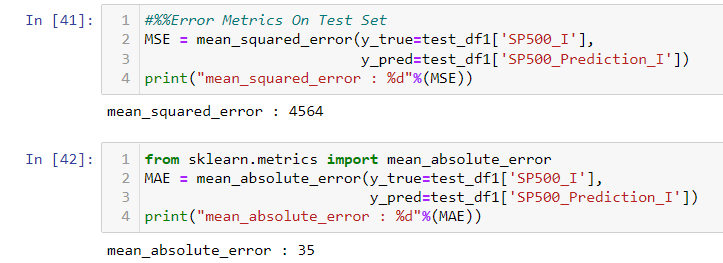 In [41]:
1 #%%Error Metrics On Test Set
2 MSE = mean_squared_error(y_true=test_df1['SP500_I'],
3                          y_pred=test_df1['SP500_Prediction_I'])
4 print("mean_squared_error : %d"%(MSE))
mean_squared_error : 4564
In [42]:
1 from sklearn.metrics import mean_absolute_error
2 MAE = mean_absolute_error(y_true=test_df1['SP500_I'],
3                           y_pred=test_df1['SP500_Prediction_I'])
4 print("mean_absolute_error : %d"%(MAE))
mean_absolute_error : 35